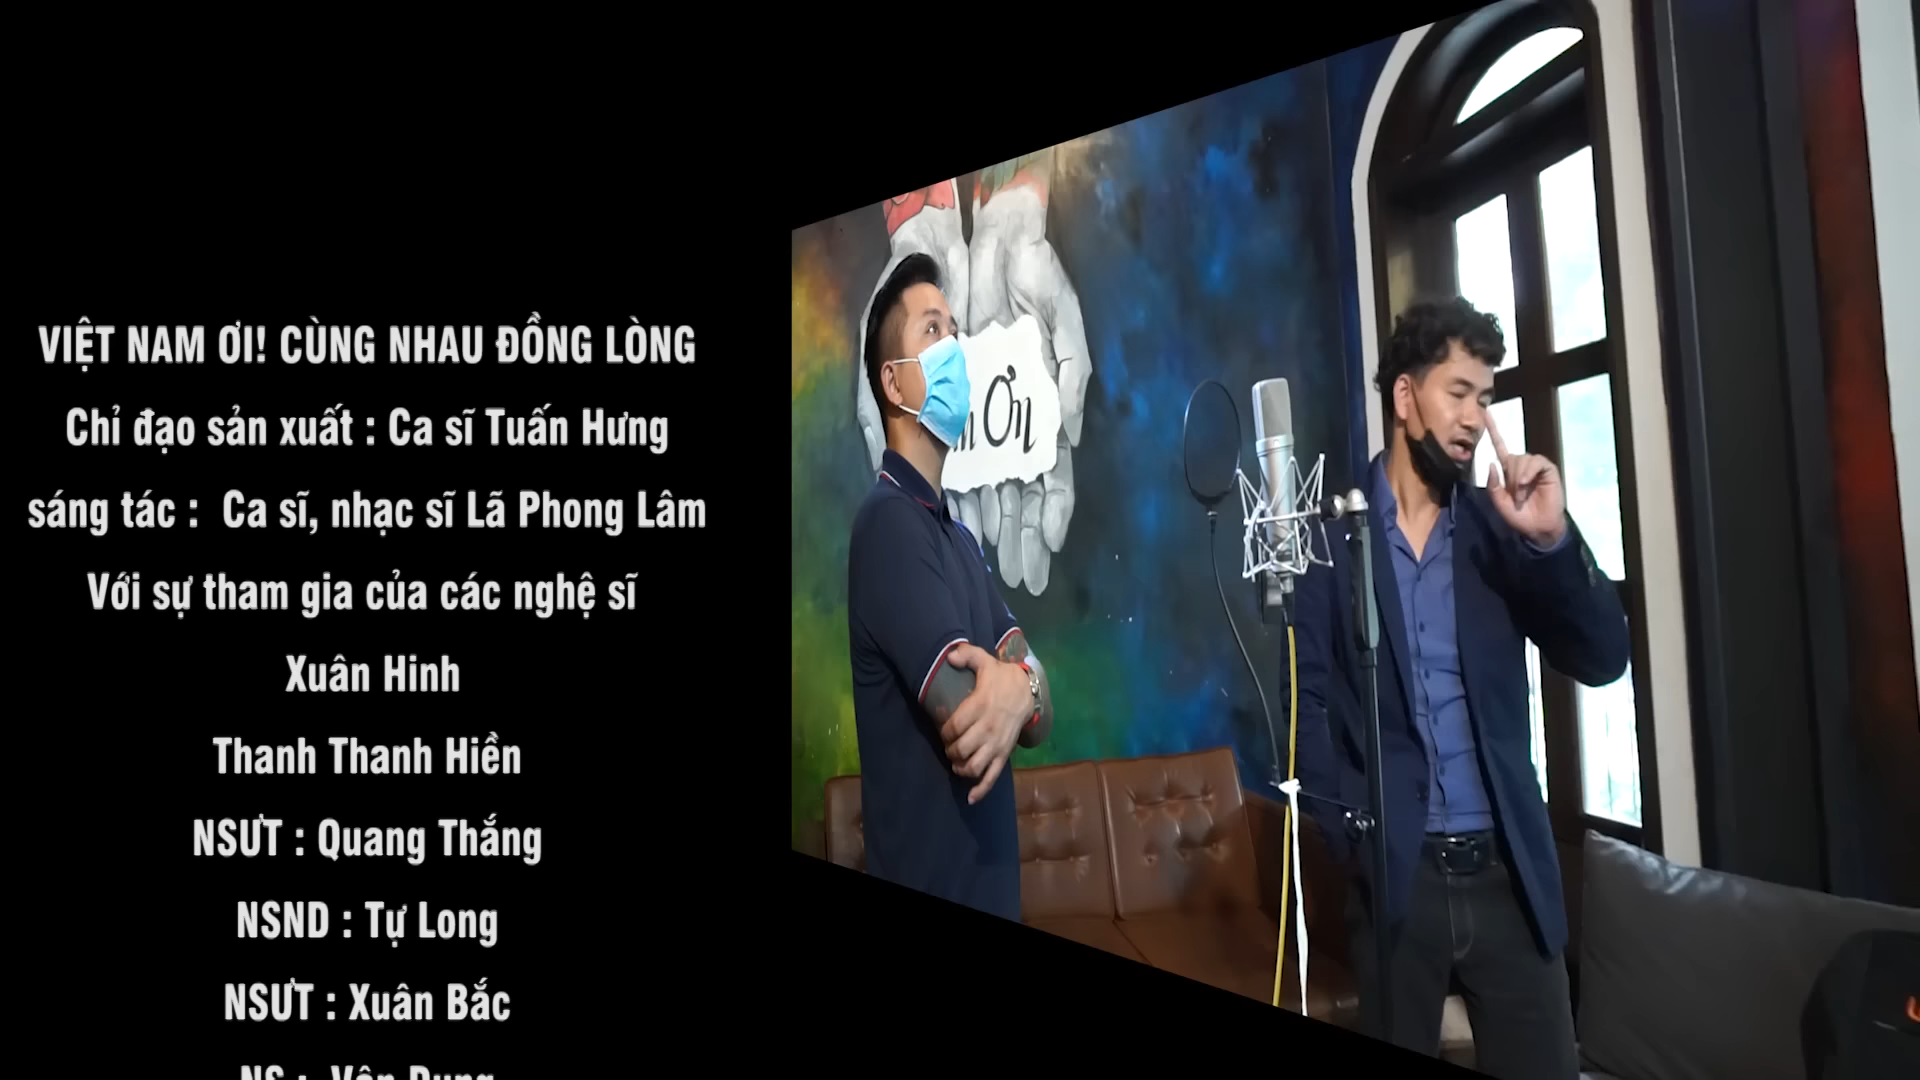 VIỆT NAM ƠI! CÙNG NHAU ĐỒNG LÒNG
Chỉ đạo sản xuất : Ca sĩ Tuấn Hưng
sáng tác : Ca sĩ, nhạc sĩ Lã Phong Lâm
Với sự tham gia của các nghệ sĩ
Xuân Hinh
Thanh Thanh Hiền
NSƯT : Quang Thắng
NSND : Tự Long
NSƯT : Xuân Bắc
Ơn